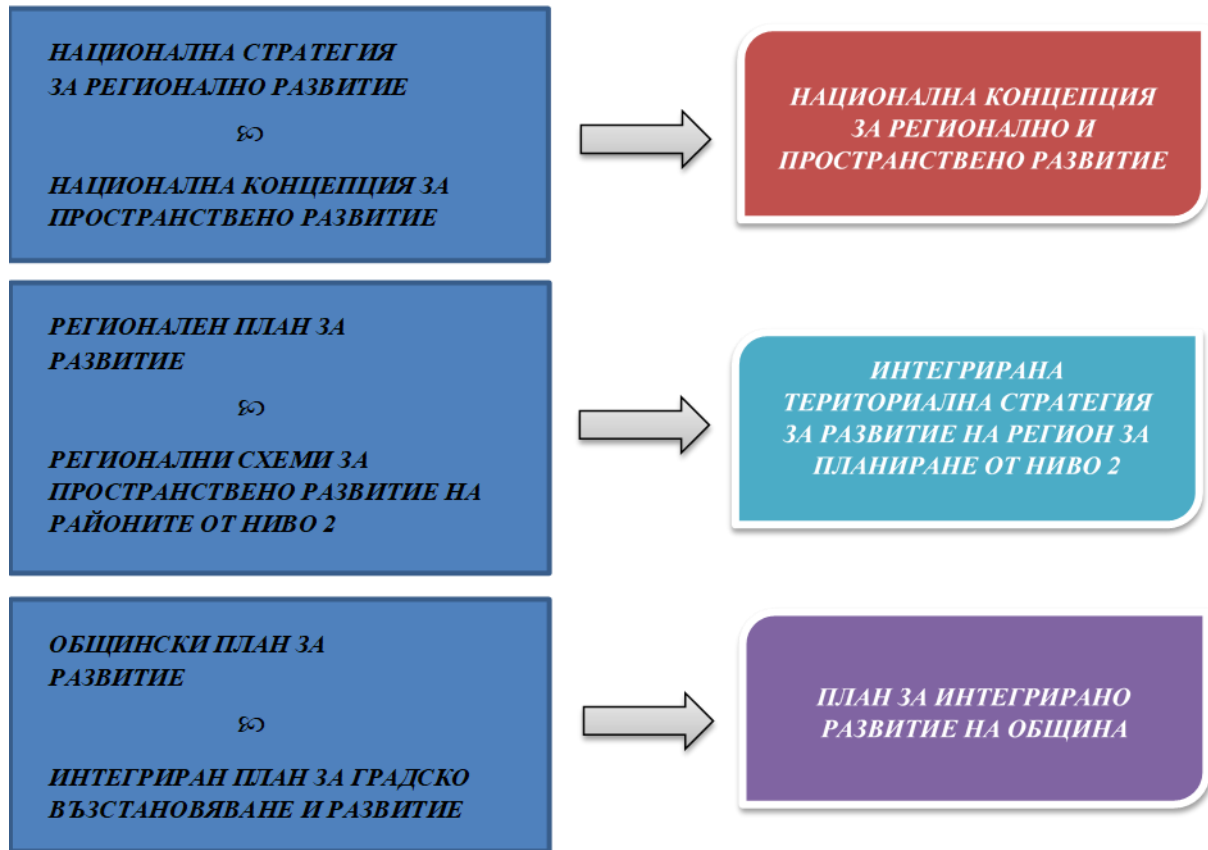 НАЦИОНАЛНА СТРАТЕГИЯ
ЗА РЕГИОНАЛНО РАЗВИТИЕ
НАЦИОНАЛНА КОНЦЕПЦИЯ ЗА
ПРОСТРАНСТВЕНО РАЗВИТИЕ
НАЦИОНАЛНА КОНЦЕПЦИЯ
ЗА РЕГИОНАЛНО И
ПРОСТРАНСТВЕНО РАЗВИТИЕ
РЕГИОНАЛЕН ПЛАН ЗА
РАЗВИТИЕ
РЕГИОНАЛНИ СХЕМИ ЗА
ПРОСТРАНСТВЕНО РАЗВИТИЕ НА
РАЙОНИТЕ ОТ НИВО 2
ИНТЕГРИРАНА
ТЕРИТОРИАЛНА СТРАТЕГИЯ
ЗА РАЗВИТИЕ НА РЕГИОН ЗА
ПЛАНИРАНЕ ОТ НИВО 2
ОБЩИНСКИ ПЛАН ЗА
РАЗВИТИЕ
ИНТЕГРИРАН ПЛАН ЗА ГРАДСКО
ВЪЗСТАНОВЯВАНЕ И РАЗВИТИЕ
ПЛАН ЗА ИНТЕГРИРАНО
РАЗВИТИЕ НА ОБЩИНА